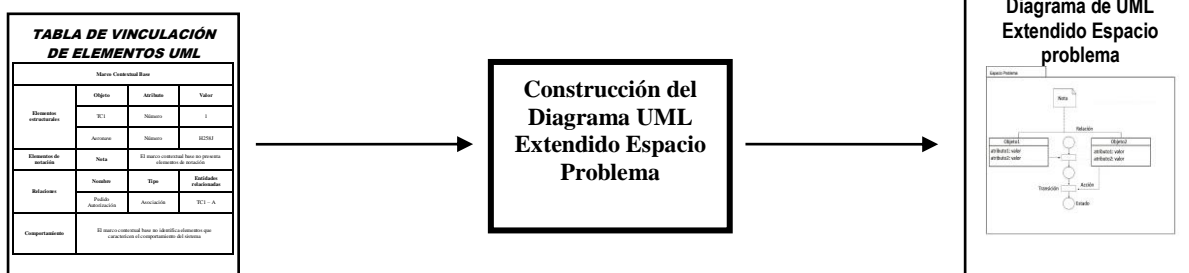 TABLA DE VINCULACIÓN
DE ELEMENTOS UML
Marco Contextual Base
Elementos estructurales
Objeto Atributo Valor
TC1 Número 1
Aeronave Número H2583
Elementos de notación
Nota
El marco contextual base no presenta
elementos de notación
Relaciones
Nombre Tipo Entidades relacionadas
Pedido Autorización Asociación TC1 – A
Comportamiento
El marco contextual base no identifica elementos que
caractericen el comportamiento del sistema
Construcción del
Diagrama UML
Extendido Espacio
Problema
Diagrama de UML
Extendido Espacio
problema
Espacio Problema
Nota
Relación
Objeto1
atributo1: valor
atributo2: valor
Objeto2
atributo1: valor
atributo2: valor
Acción
Transición
Estado